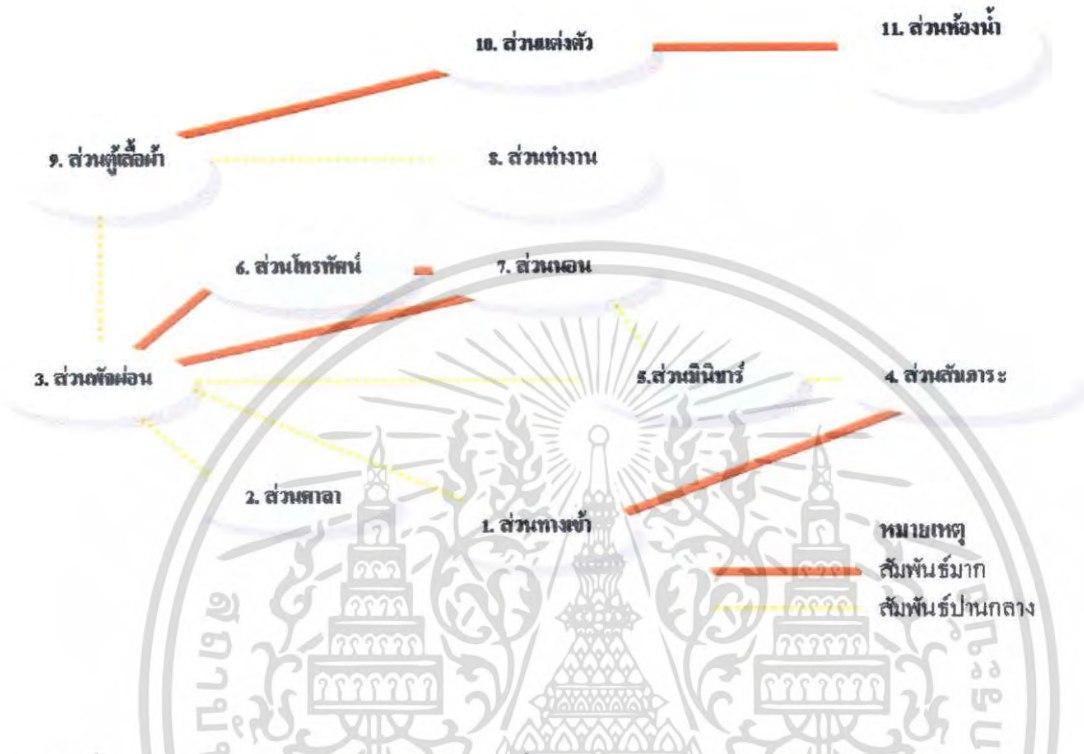 10. ส่วนแต่งตัว
11. ส่วนห้องน้ำ
9. ส่วนตู้เสื้อผ้า
8. ส่วนทำงาน
6. ส่วนโทรทัศน์
7. ส่วนนอน
3. ส่วนพักผ่อน
5.ส่วนมินิบาร์
4. ส่วนสัมภาระ
2. ส่วนศาลา
1. ส่วนทางเข้า
หมายเหตุ
สัมพันธ์มาก
สัมพันธ์ปานกลาง